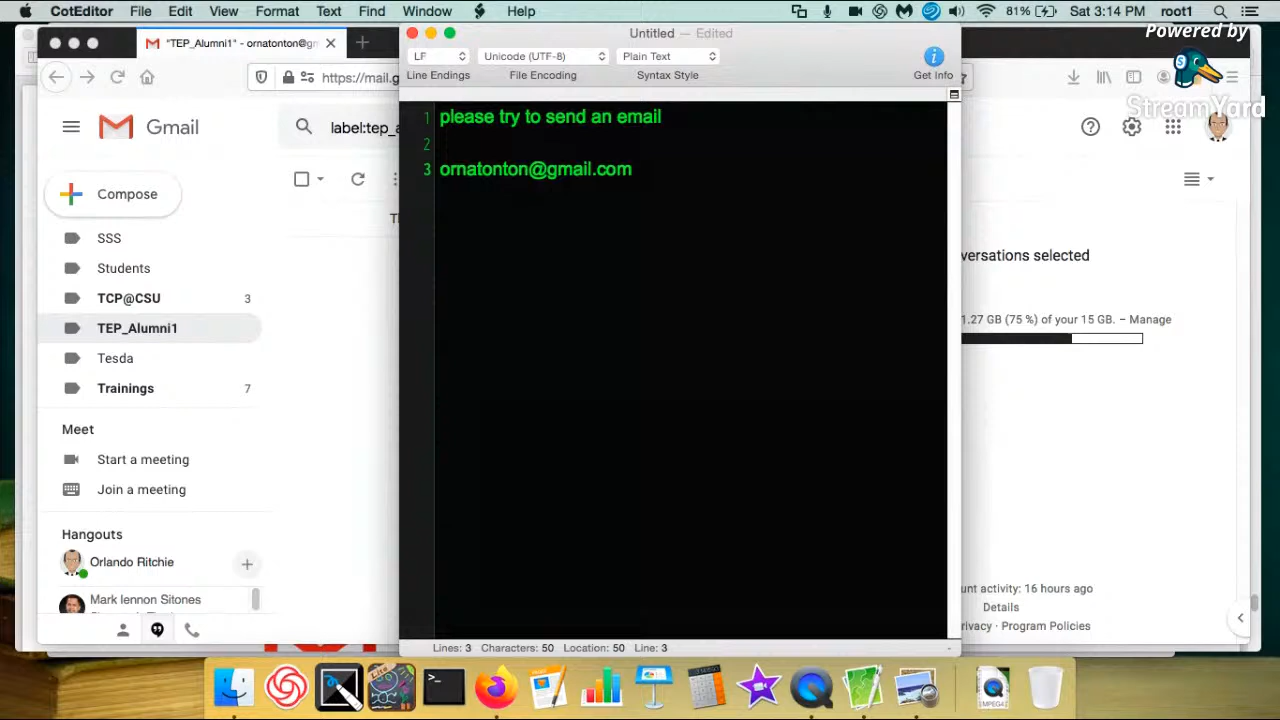 CotEditor File Edit View Format Text Find Window Help 81% Sat 3:14 PM root1
Powered by
StreamYard
"TEP_Alumni1" - ornatonton@gm
https://mail.g
Gmail
label:tep_a
Compose
SSS
Students
TCP@CSU 3
TEP_Alumni1
Tesda
Trainings 7
Meet
Start a meeting
Join a meeting
Hangouts
Orlando Ritchie
Mark lennon Sitones
Untitled — Edited
LF Unicode (UTF-8) Plain Text
Line Endings File Encoding Syntax Style Get Info
1 please try to send an email
2
3 ornatonton@gmail.com
Lines: 3 Characters: 50 Location: 50 Line: 3
versations selected
1.27 GB (75 %) of your 15 GB. – Manage
unt activity: 16 hours ago
Details
rivacy · Program Policies